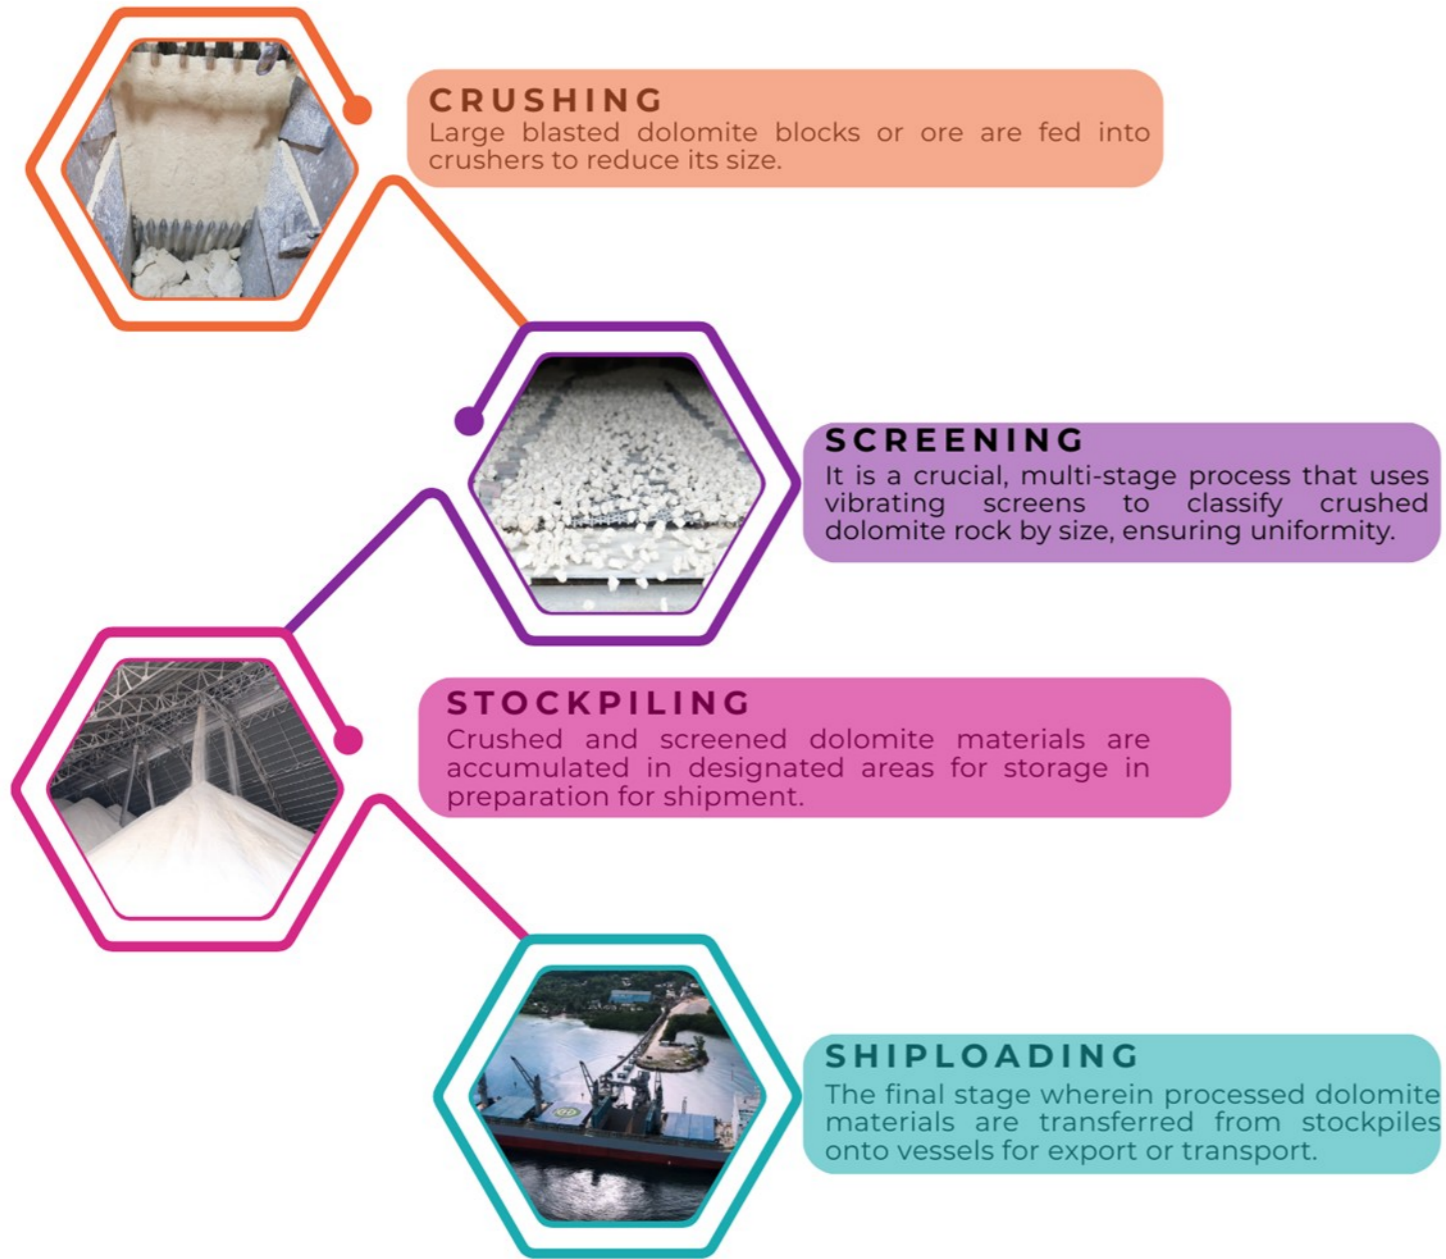 CRUSHING
Large blasted dolomite blocks or ore are fed into
crushers to reduce its size.
SCREENING
It is a crucial, multi-stage process that uses
vibrating screens to classify crushed
dolomite rock by size, ensuring uniformity.
STOCKPILING
Crushed and screened dolomite materials are
accumulated in designated areas for storage in
preparation for shipment.
SHIPLOADING
The final stage wherein processed dolomite
materials are transferred from stockpiles
onto vessels for export or transport.